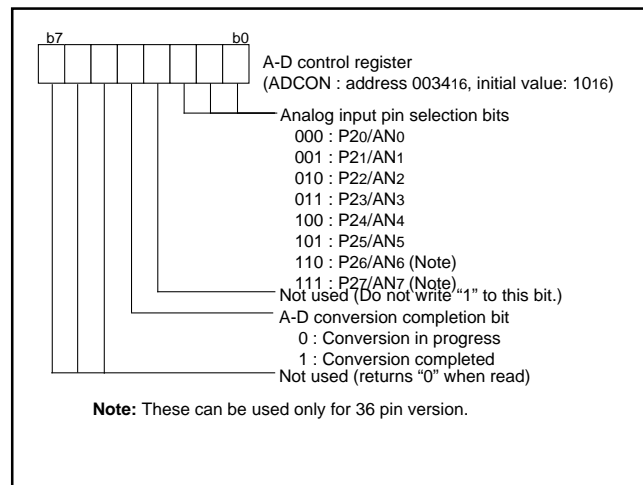 b7 b0
A-D control register
(ADCON : address 003416, initial value: 1016)
Analog input pin selection bits
000 : P20/AN0
001 : P21/AN1
010 : P22/AN2
011 : P23/AN3
100 : P24/AN4
101 : P25/AN5
110 : P26/AN6 (Note)
111 : P27/AN7 (Note)
Not used (Do not write “1” to this bit.)
A-D conversion completion bit
0 : Conversion in progress
1 : Conversion completed
Not used (returns “0” when read)
Note: These can be used only for 36 pin version.